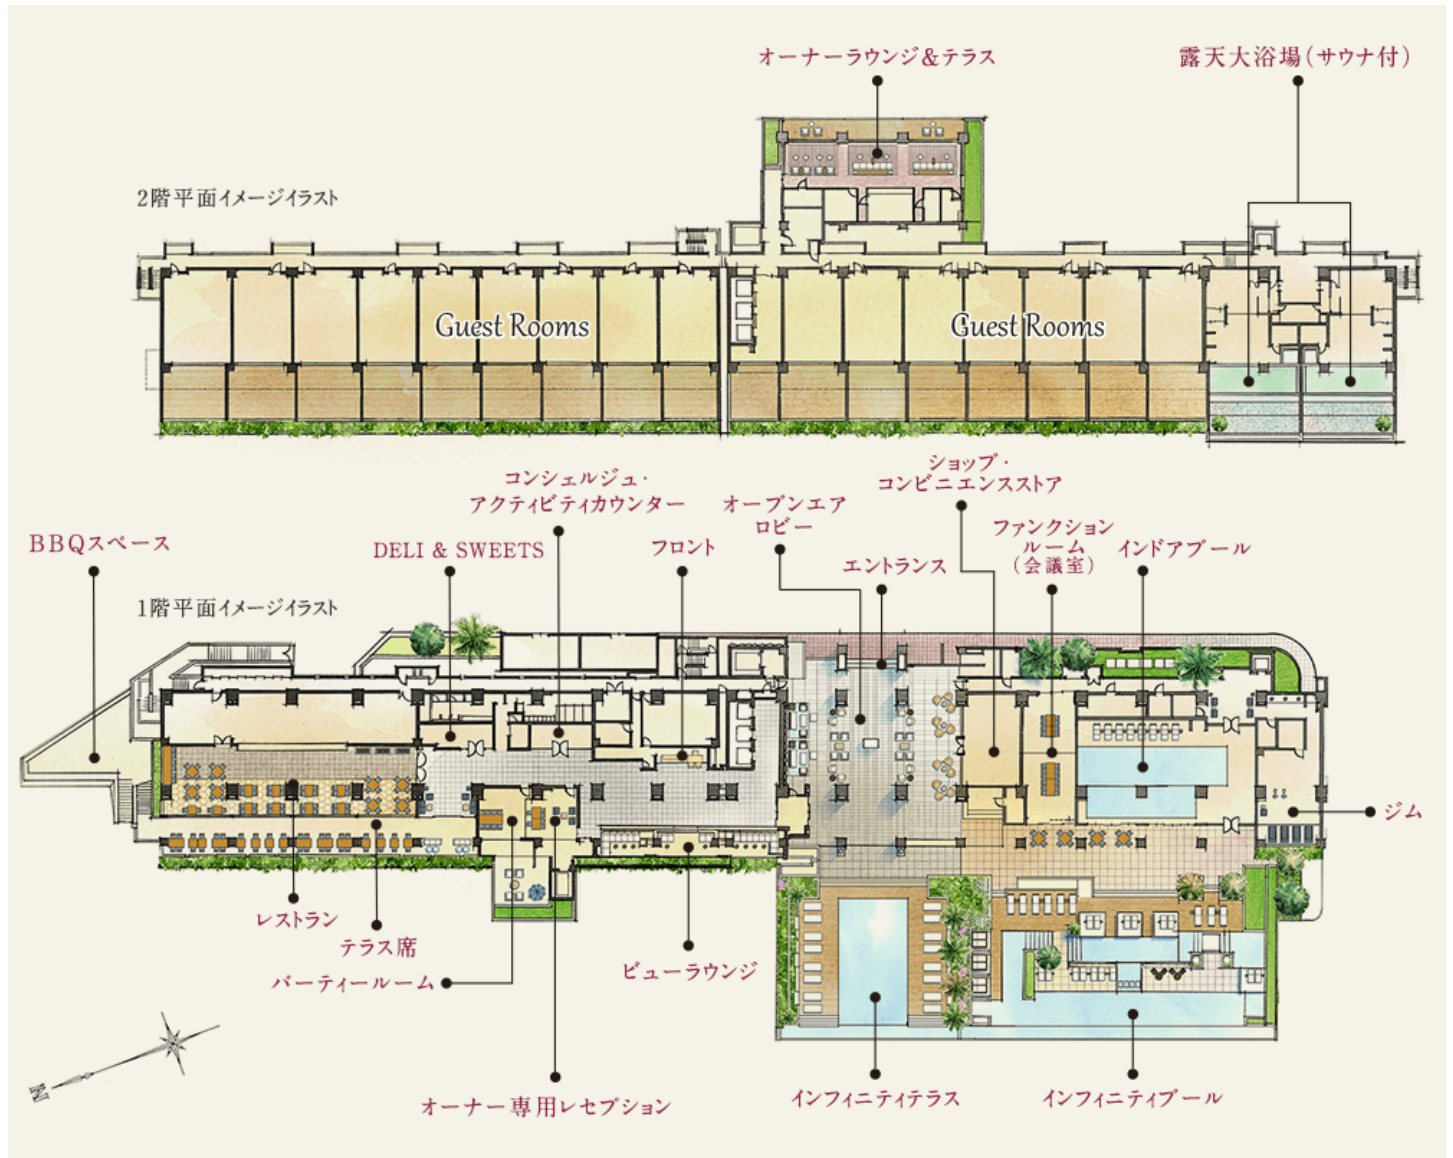 オーナーラウンジ&テラス
露天大浴場(サウナ付)
2階平面イメージイラスト
Guest Rooms
Guest Rooms
コンシェルジュ・
アクティビティカウンター
オープンエア
ロビー
ショップ・
コンビニエンスストア
ファンクション
ルーム
(会議室)
インドアプール
BBQスペース
DELI & SWEETS
フロント
エントランス
1階平面イメージイラスト
ジム
レストラン
テラス席
パーティールーム
ビューラウンジ
オーナー専用レセプション
インフィニティテラス
インフィニティプール
N